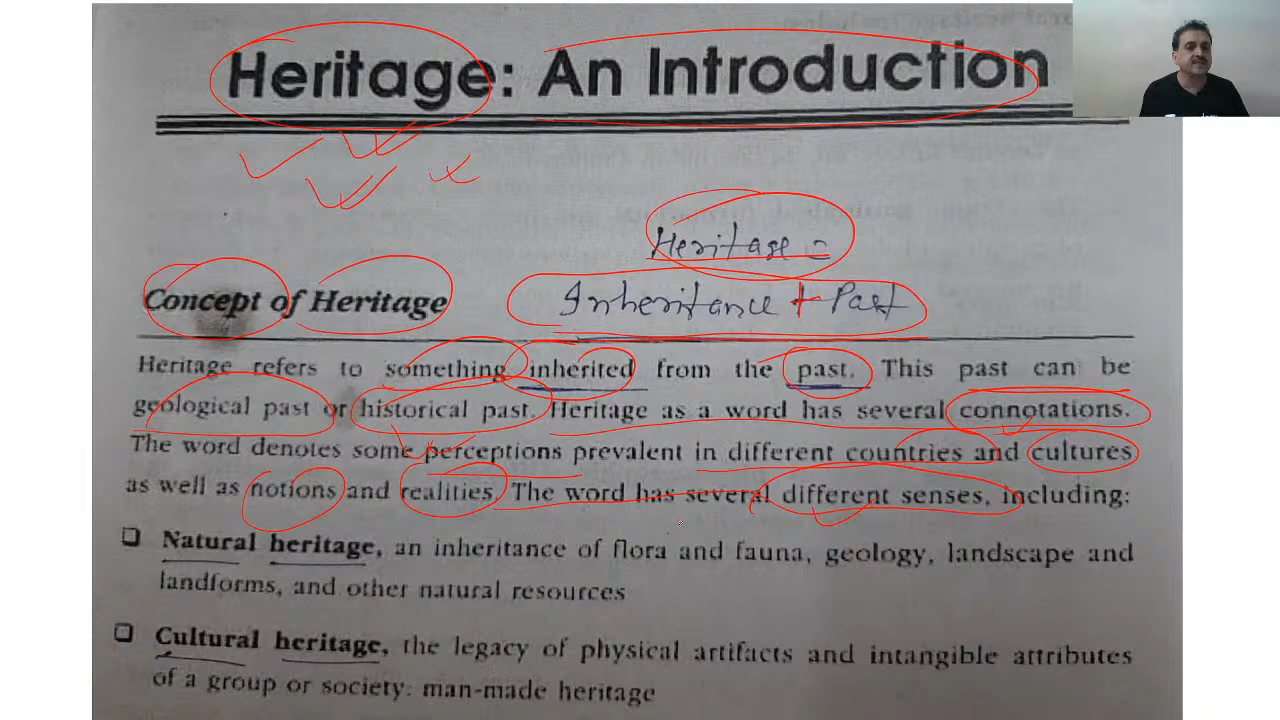 Heritage: An Introduction
Heritage =
Concept of Heritage
Inheritance + Past
Heritage refers to something inherited from the past. This past can be
geological past or historical past. Heritage as a word has several connotations.
The word denotes some perceptions prevalent in different countries and cultures
as well as notions and realities. The word has several different senses, including:
❑ Natural heritage, an inheritance of flora and fauna, geology, landscape and
landforms, and other natural resources
❑ Cultural heritage, the legacy of physical artifacts and intangible attributes
of a group or society: man-made heritage